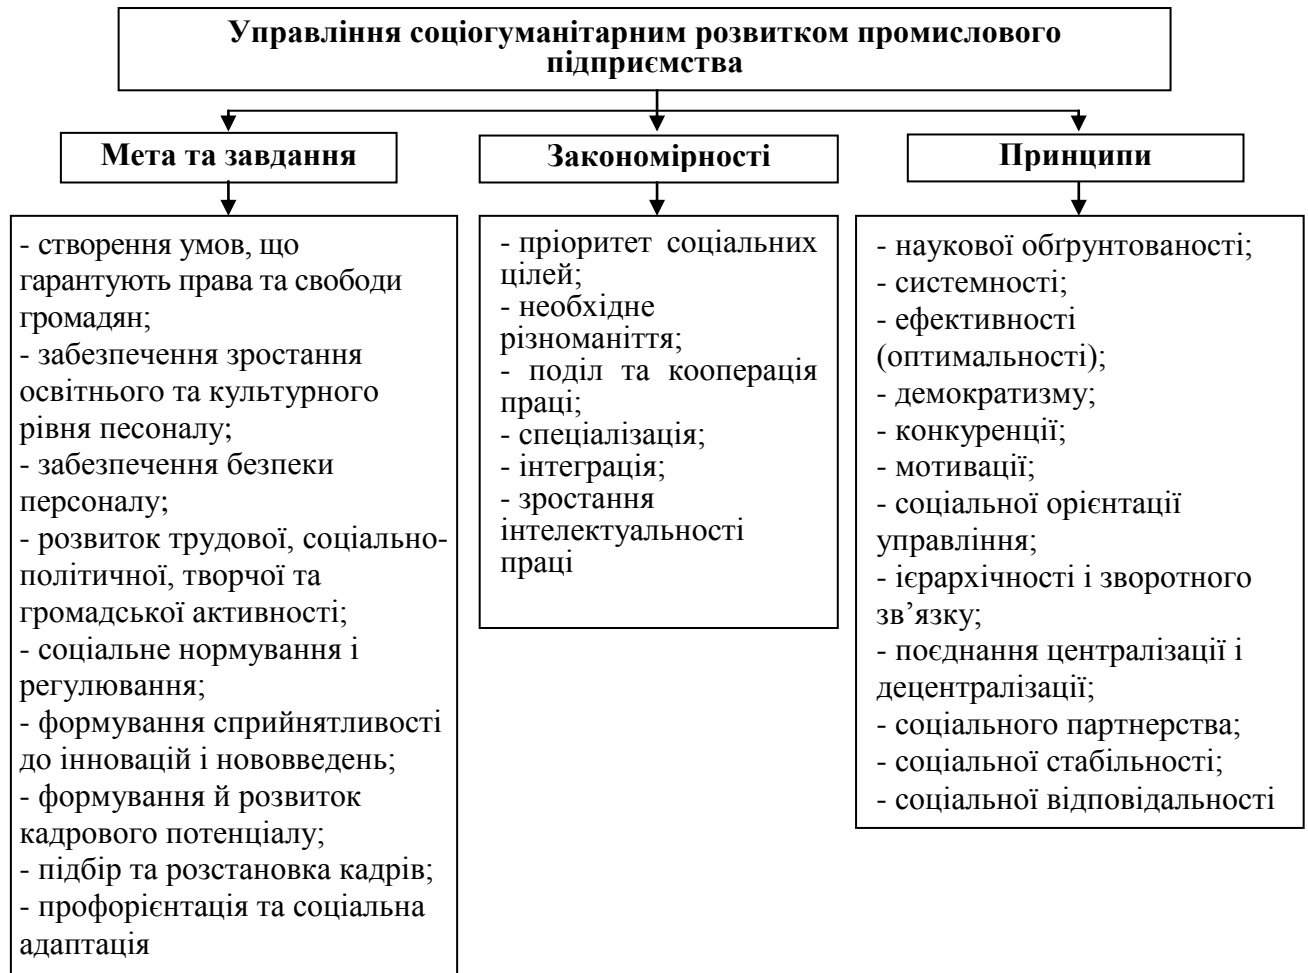 Управління соціогуманітарним розвитком промислового
підприємства
Мета та завдання
Закономірності
Принципи
- створення умов, що
гарантують права та свободи
громадян;
- забезпечення зростання
освітнього та культурного
рівня песоналу;
- забезпечення безпеки
персоналу;
- розвиток трудової, соціально-
політичної, творчої та
громадської активності;
- соціальне нормування і
регулювання;
- формування сприйнятливості
до інновацій і нововведень;
- формування й розвиток
кадрового потенціалу;
- підбір та розстановка кадрів;
- профорієнтація та соціальна
адаптація
- пріоритет соціальних
цілей;
- необхідне
різноманіття;
- поділ та кооперація
праці;
- спеціалізація;
- інтеграція;
- зростання
інтелектуальності
праці
- наукової обґрунтованості;
- системності;
- ефективності
(оптимальності);
- демократизму;
- конкуренції;
- мотивації;
- соціальної орієнтації
управління;
- ієрархічності і зворотного
зв’язку;
- поєднання централізації і
децентралізації;
- соціального партнерства;
- соціальної стабільності;
- соціальної відповідальності